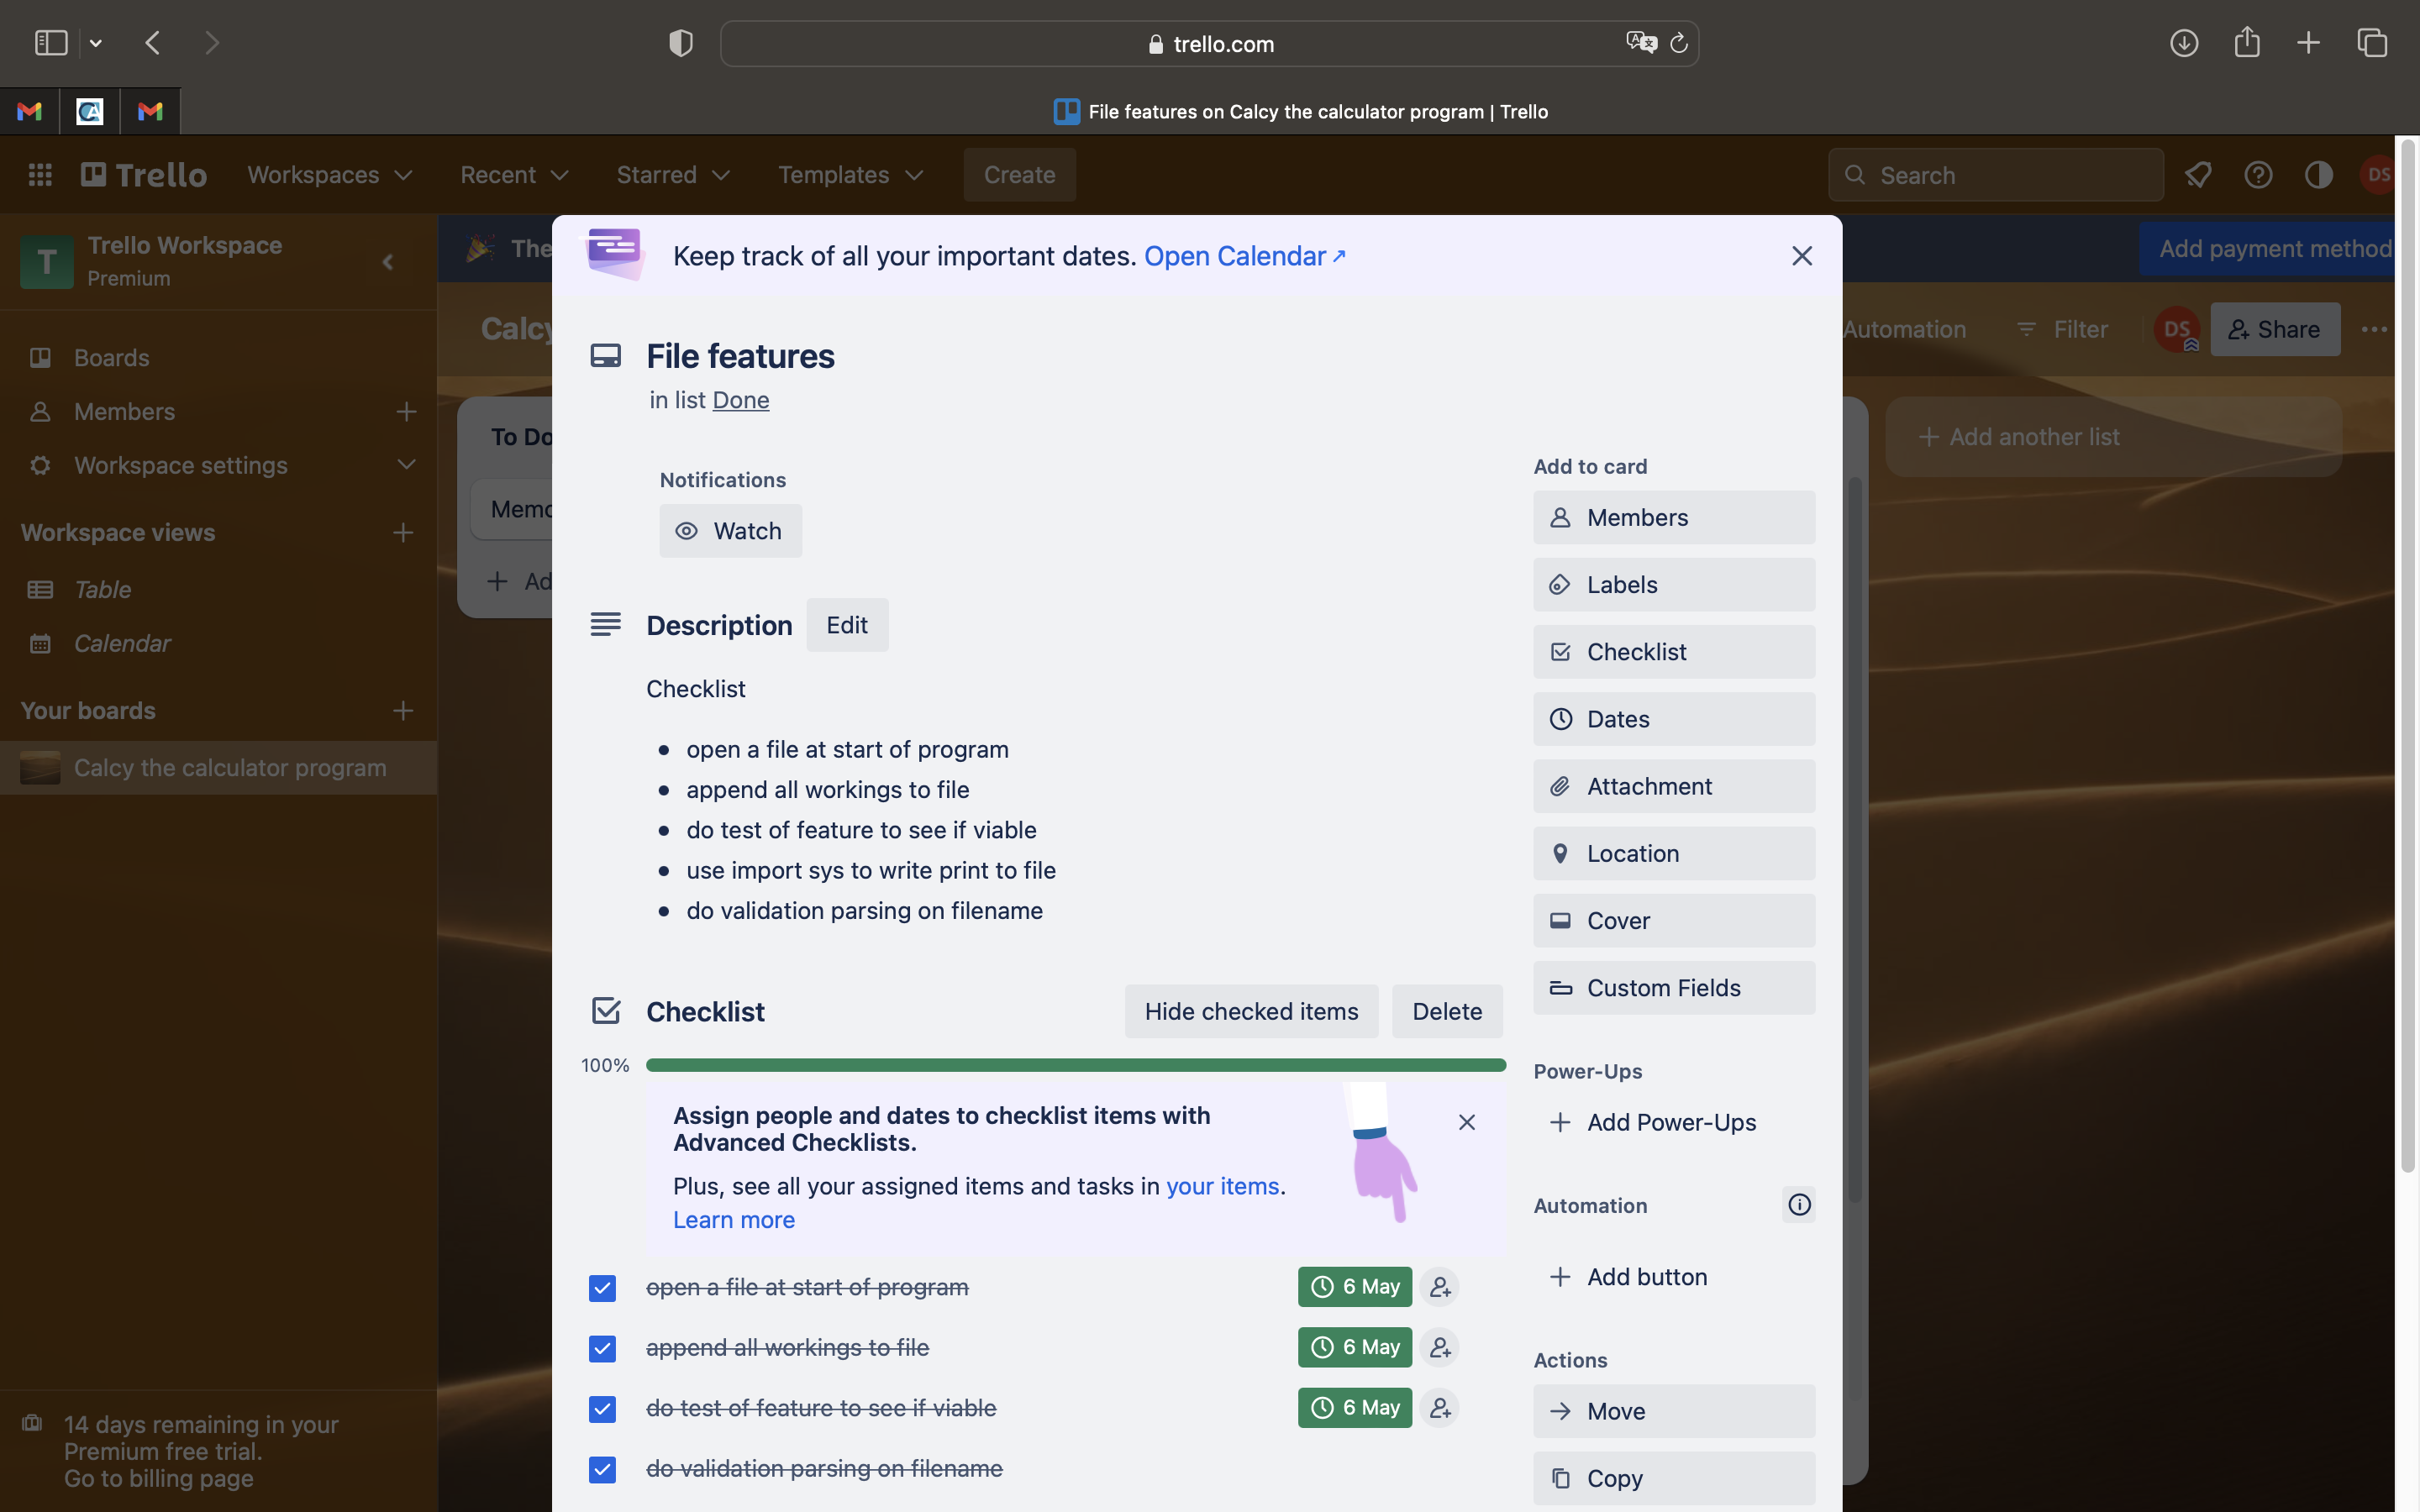 trello.com
File features on Calcy the calculator program | Trello
Trello
Workspaces
Recent
Starred
Templates
Create
Search
DS
T
Trello Workspace
Premium
Boards
Members
Workspace settings
Workspace views
Table
Calendar
Your boards
Calcy the calculator program
14 days remaining in your
Premium free trial.
Go to billing page
The
Add payment method
Calcy
Automation
Filter
DS
Share
To Do
Memo
Ad
Add another list
Keep track of all your important dates. Open Calendar
File features
in list Done
Notifications
Watch
Description
Edit
Checklist
open a file at start of program
append all workings to file
do test of feature to see if viable
use import sys to write print to file
do validation parsing on filename
Checklist
Hide checked items
Delete
100%
Assign people and dates to checklist items with
Advanced Checklists.
Plus, see all your assigned items and tasks in your items.
Learn more
open a file at start of program
6 May
append all workings to file
6 May
do test of feature to see if viable
6 May
do validation parsing on filename
Add to card
Members
Labels
Checklist
Dates
Attachment
Location
Cover
Custom Fields
Power-Ups
Add Power-Ups
Automation
Add button
Actions
Move
Copy